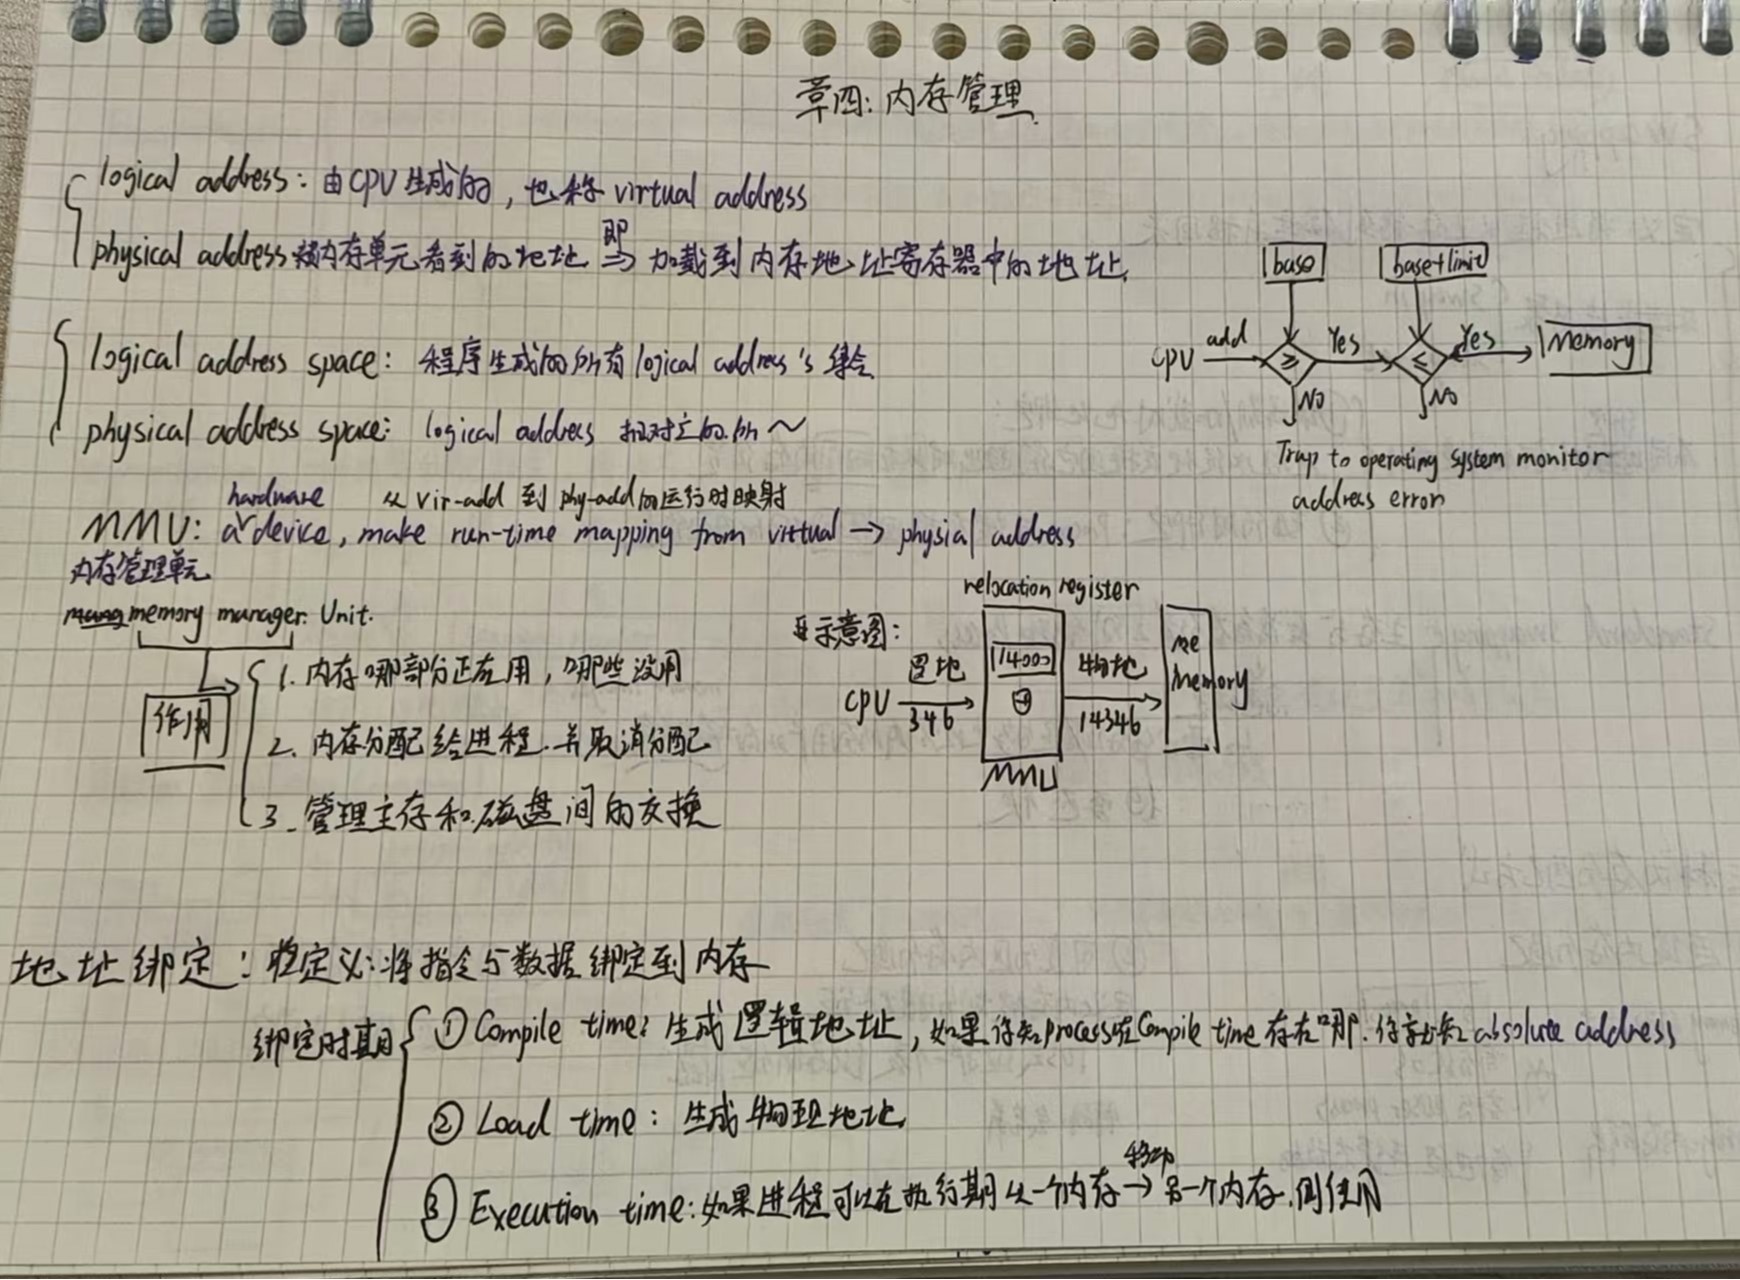 章四: 内存管理
logical address: 由CPU生成的, 也称 virtual address
physical address: 内存单元看到的地址 即 => 加载到内存地址寄存器中的地址.
base
base+limit
CPU add ≥ Yes ≤ Yes Memory
NO NO
Trap to operating system monitor
address error
logical address space: 程序生成的所有 logical address's 集合
physical address space: logical address 相对应的所~
hardware 从 vir-add 到 phy-add的运行时映射
MMU: a device, make run-time mapping from virtual → physial address
内存管理单元
memory manager Unit.
作用
1. 内存哪部分正在用, 哪些没用
2. 内存分配给进程.并取消分配
3. 管理主存和磁盘间的交换
示意图:
relocation register
CPU 逻地 346
14000
+
MMU
物地 14346
memory
地址绑定: 定义: 将指令与数据绑定到内存
绑定时期
① Compile time: 生成逻辑地址, 如果你知process在Compile time 存在哪. absolute address
② Load time: 生成物理地址
移动
③ Execution time: 如果进程可以在执行期从一个内存→另一个内存.则使用